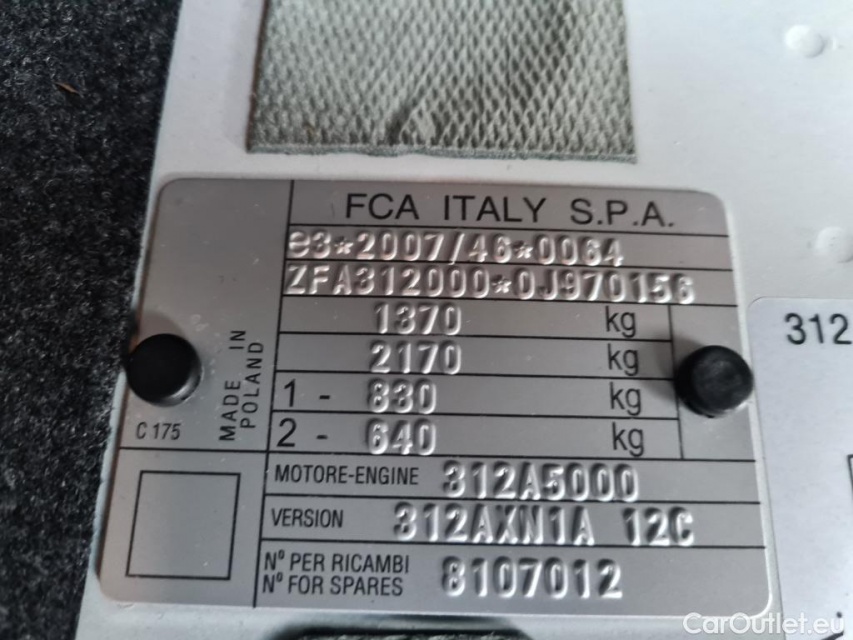 FCA ITALY S.P.A.
e3*2007/46*0064
ZFA312000*0J970156
1370 kg
2170 kg
1 - 830 kg
2 - 640 kg
MADE IN
POLAND
C 175
MOTORE-ENGINE 312A5000
VERSION 312AXN1A 12C
N° PER RICAMBI
N° FOR SPARES 8107012
312
CarOutlet.eu